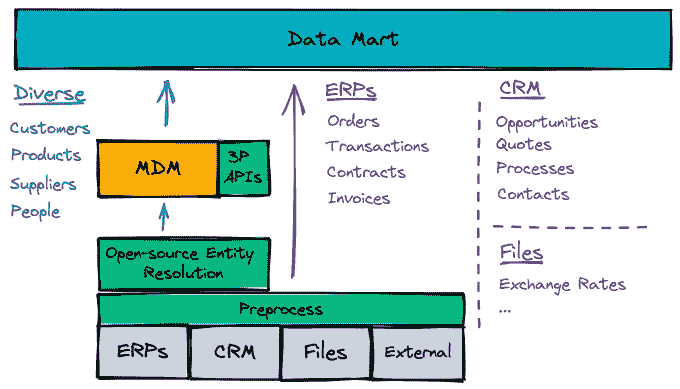 Data Mart
Diverse
Customers
Products
Suppliers
People
MDM
3P
APIs
Open-source Entity
Resolution
Preprocess
ERPs
CRM
Files
External
ERPs
Orders
Transactions
Contracts
Invoices
CRM
Opportunities
Quotes
Processes
Contacts
Files
Exchange Rates
...